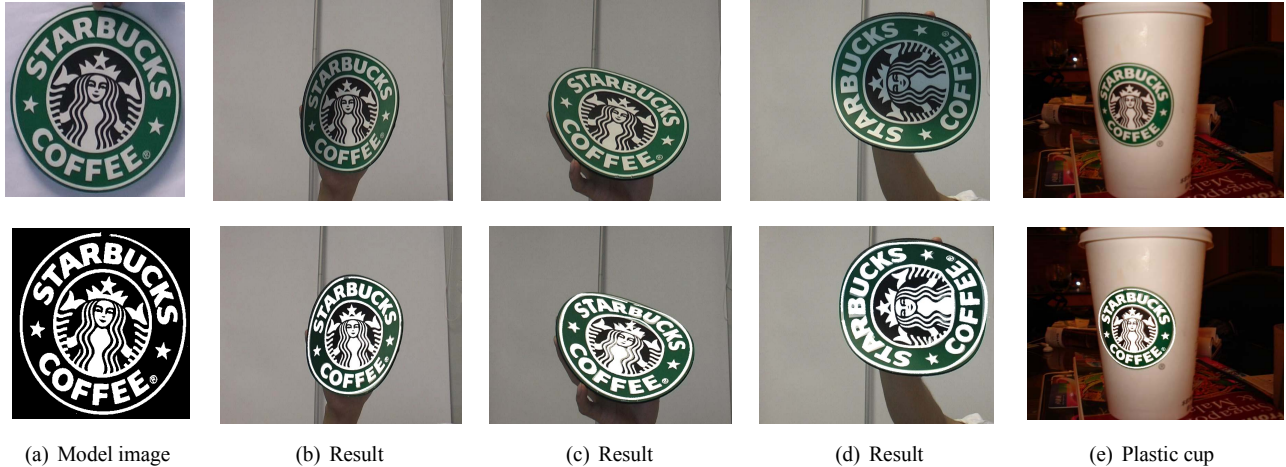 STARBUCKS
COFFEE®
STARBUCKS
COFFEE
STARBUCKS
COFFEE®
STARBUCKS
COFFEE®
STARBUCKS
COFFEE
STARBUCKS
COFFEE®
STARBUCKS
COFFEE
STARBUCKS
COFFEE
STARBUCKS
COFFEE®
STARBUCKS
COFFEE
(a) Model image
(b) Result
(c) Result
(d) Result
(e) Plastic cup